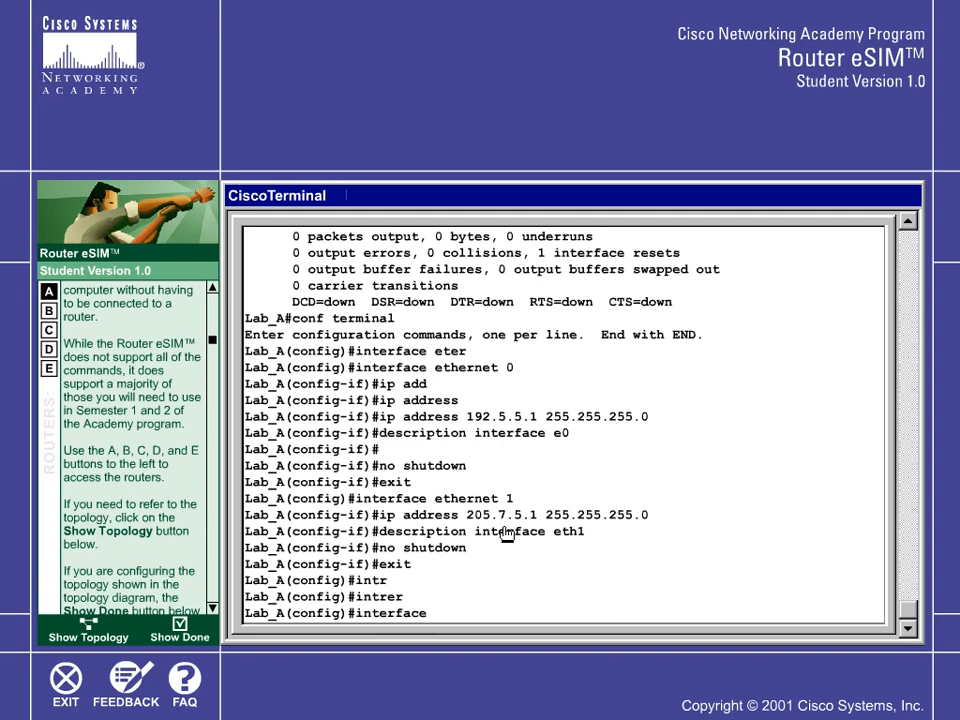 CISCO SYSTEMS
NETWORKING
ACADEMY
Cisco Networking Academy Program
Router eSIM™
Student Version 1.0
Router eSIM™
Student Version 1.0
A
B
C
D
E
ROUTERS:
computer without having
to be connected to a
router.
While the Router eSIM™
does not support all of the
commands, it does
support a majority of
those you will need to use
in Semester 1 and 2 of
the Academy program.
Use the A, B, C, D, and E
buttons to the left to
access the routers.
If you need to refer to the
topology, click on the
Show Topology button
below.
If you are configuring the
topology shown in the
topology diagram, the
Show Done button below
Show Topology
Show Done
CiscoTerminal
0 packets output, 0 bytes, 0 underruns
0 output errors, 0 collisions, 1 interface resets
0 output buffer failures, 0 output buffers swapped out
0 carrier transitions
DCD=down DSR=down DTR=down RTS=down CTS=down
Lab_A#conf terminal
Enter configuration commands, one per line. End with END.
Lab_A(config)#interface eter
Lab_A(config)#interface ethernet 0
Lab_A(config-if)#ip add
Lab_A(config-if)#ip address
Lab_A(config-if)#ip address 192.5.5.1 255.255.255.0
Lab_A(config-if)#description interface e0
Lab_A(config-if)#
Lab_A(config-if)#no shutdown
Lab_A(config-if)#exit
Lab_A(config)#interface ethernet 1
Lab_A(config-if)#ip address 205.7.5.1 255.255.255.0
Lab_A(config-if)#description interface eth1
Lab_A(config-if)#no shutdown
Lab_A(config-if)#exit
Lab_A(config)#intr
Lab_A(config)#intrer
Lab_A(config)#interface
EXIT
FEEDBACK
FAQ
Copyright © 2001 Cisco Systems, Inc.